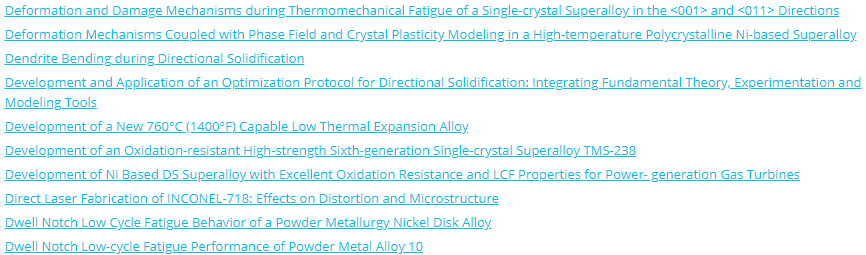 Deformation and Damage Mechanisms during Thermomechanical Fatigue of a Single-crystal Superalloy in the <001> and <011> Directions
Deformation Mechanisms Coupled with Phase Field and Crystal Plasticity Modeling in a High-temperature Polycrystalline Ni-based Superalloy
Dendrite Bending during Directional Solidification
Development and Application of an Optimization Protocol for Directional Solidification: Integrating Fundamental Theory, Experimentation and
Modeling Tools
Development of a New 760°C (1400°F) Capable Low Thermal Expansion Alloy
Development of an Oxidation-resistant High-strength Sixth-generation Single-crystal Superalloy TMS-238
Development of Ni Based DS Superalloy with Excellent Oxidation Resistance and LCF Properties for Power- generation Gas Turbines
Direct Laser Fabrication of INCONEL-718: Effects on Distortion and Microstructure
Dwell Notch Low Cycle Fatigue Behavior of a Powder Metallurgy Nickel Disk Alloy
Dwell Notch Low-cycle Fatigue Performance of Powder Metal Alloy 10